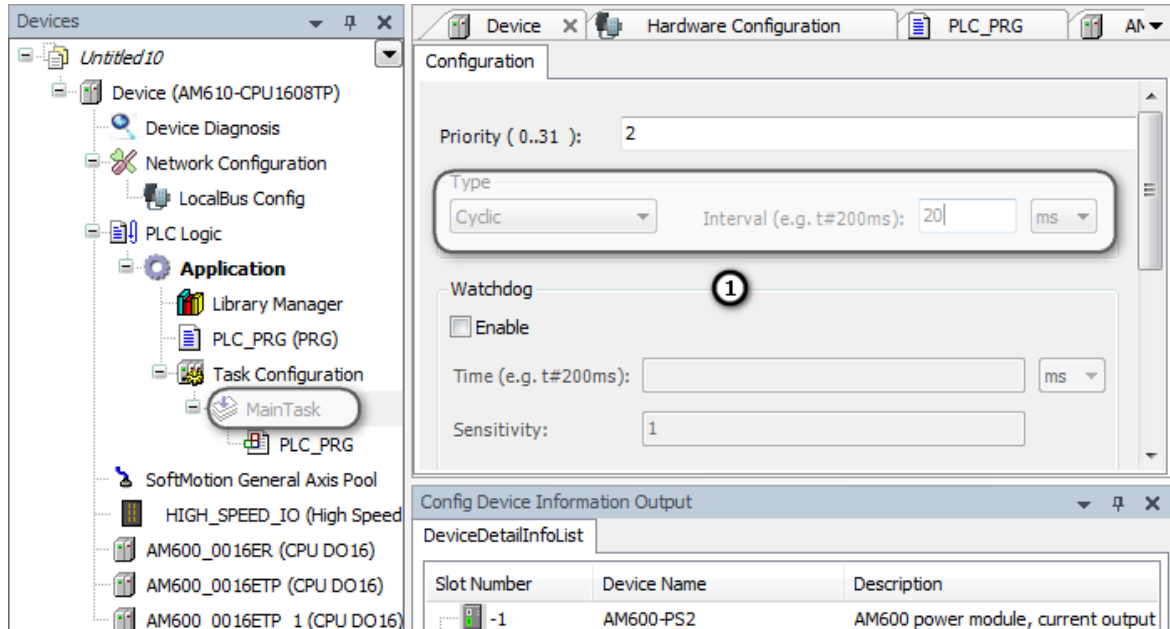 Devices
Untitled10
Device (AM610-CPU1608TP)
Device Diagnosis
Network Configuration
LocalBus Config
PLC Logic
Application
Library Manager
PLC_PRG (PRG)
Task Configuration
MainTask
PLC_PRG
SoftMotion General Axis Pool
HIGH_SPEED_IO (High Speed
AM600_0016ER (CPU DO16)
AM600_0016ETP (CPU DO16)
AM600_0016ETP_1 (CPU DO16)
Device Hardware Configuration PLC_PRG AM
Configuration
Priority ( 0..31 ): 2
Type
Cyclic Interval (e.g. t#200ms): 20 ms
1
Watchdog
Enable
Time (e.g. t#200ms): ms
Sensitivity: 1
Config Device Information Output
DeviceDetailInfoList
Slot Number Device Name Description
-1 AM600-PS2 AM600 power module, current output